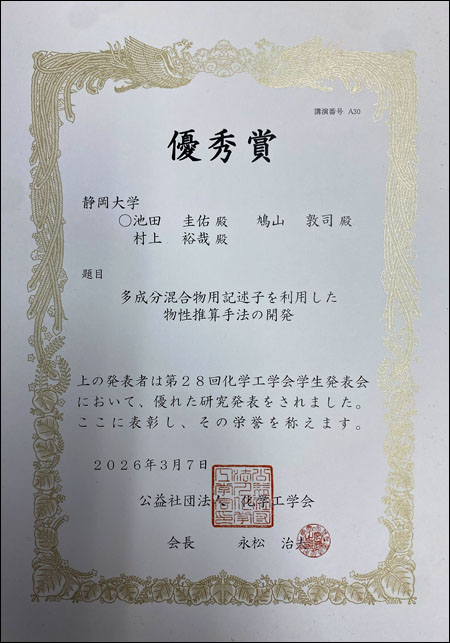 講演番号 A30
優秀賞
静岡大学
○池田 圭佑 殿 鳩山 敦司 殿
村上 裕哉 殿
題目
多成分混合物用記述子を利用した
物性推算手法の開発
上の発表者は第28回化学工学会学生発表会
において、優れた研究発表をされました。
ここに表彰し、その栄誉を称えます。
2026年3月7日
公益社団法人 化学工学会
会長 永松 治夫